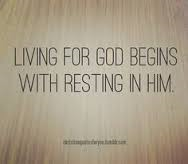 LIVING FOR GOD BEGINS
WITH RESTING IN HIM.